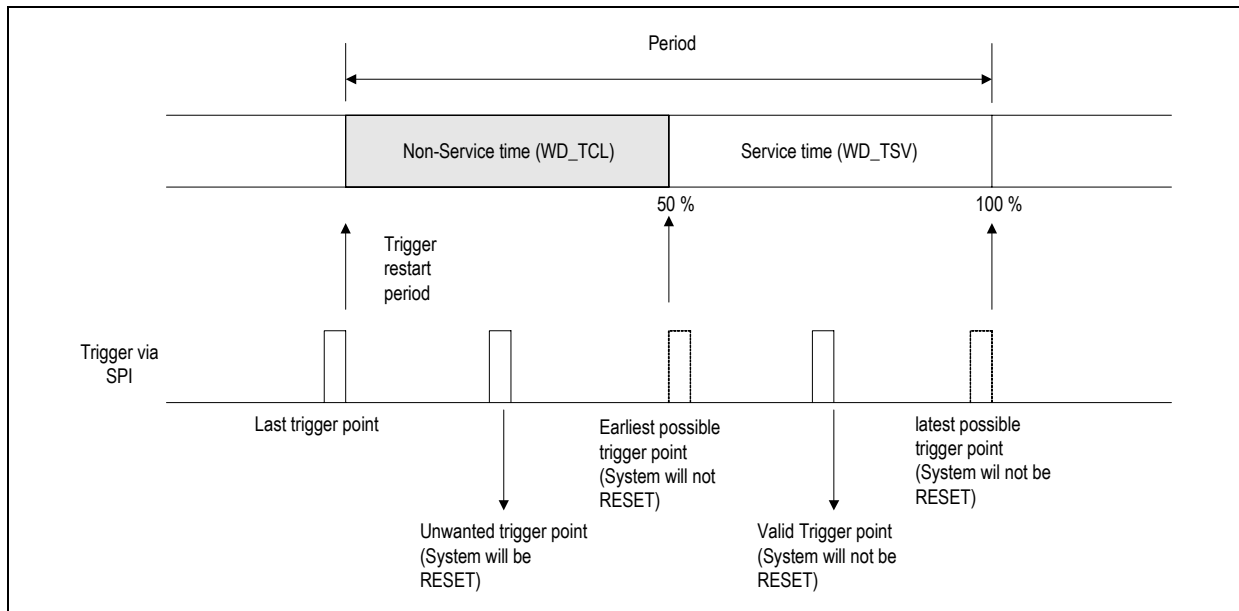 Period
Non-Service time (WD_TCL)
Service time (WD_TSV)
50 %
100 %
Trigger
restart
period
Trigger via
SPI
Last trigger point
Earliest possible
trigger point
(System will not
RESET)
latest possible
trigger point
(System wil not be
RESET)
Unwanted trigger point
(System will be
RESET)
Valid Trigger point
(System will not be
RESET)